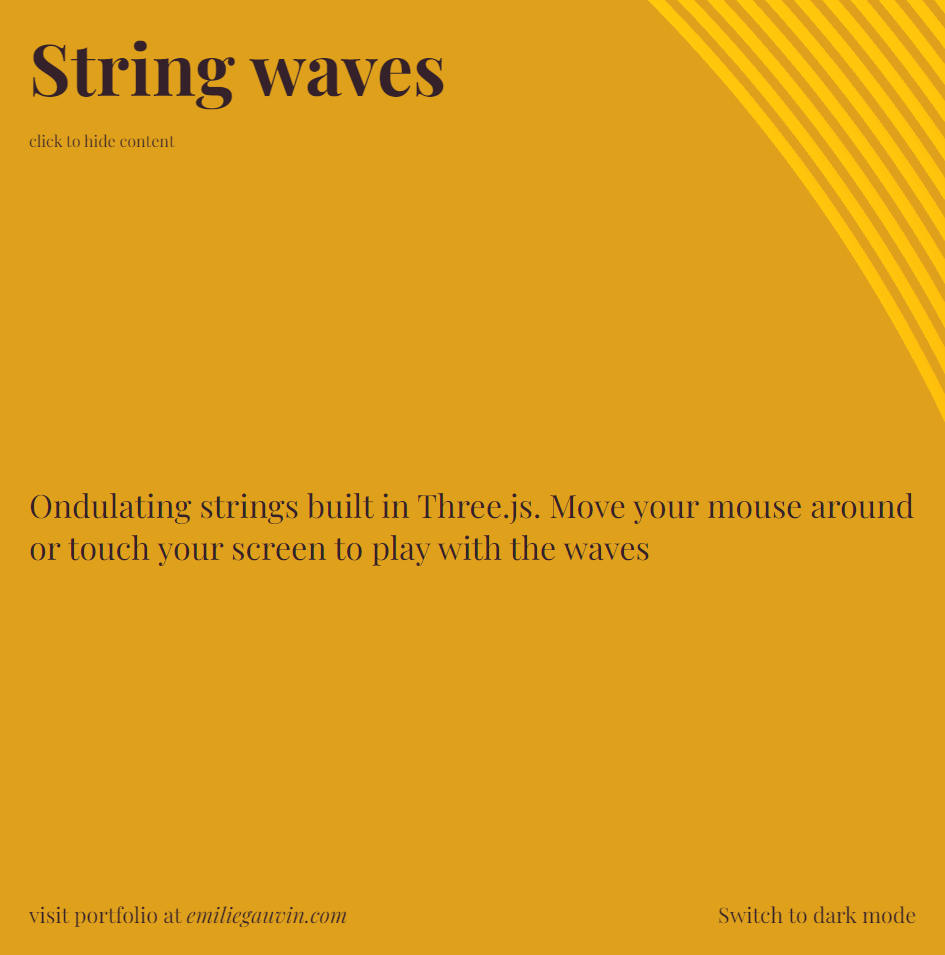 String waves
click to hide content
Ondulating strings built in Three.js. Move your mouse around
or touch your screen to play with the waves
visit portfolio at emiliegauvin.com
Switch to dark mode